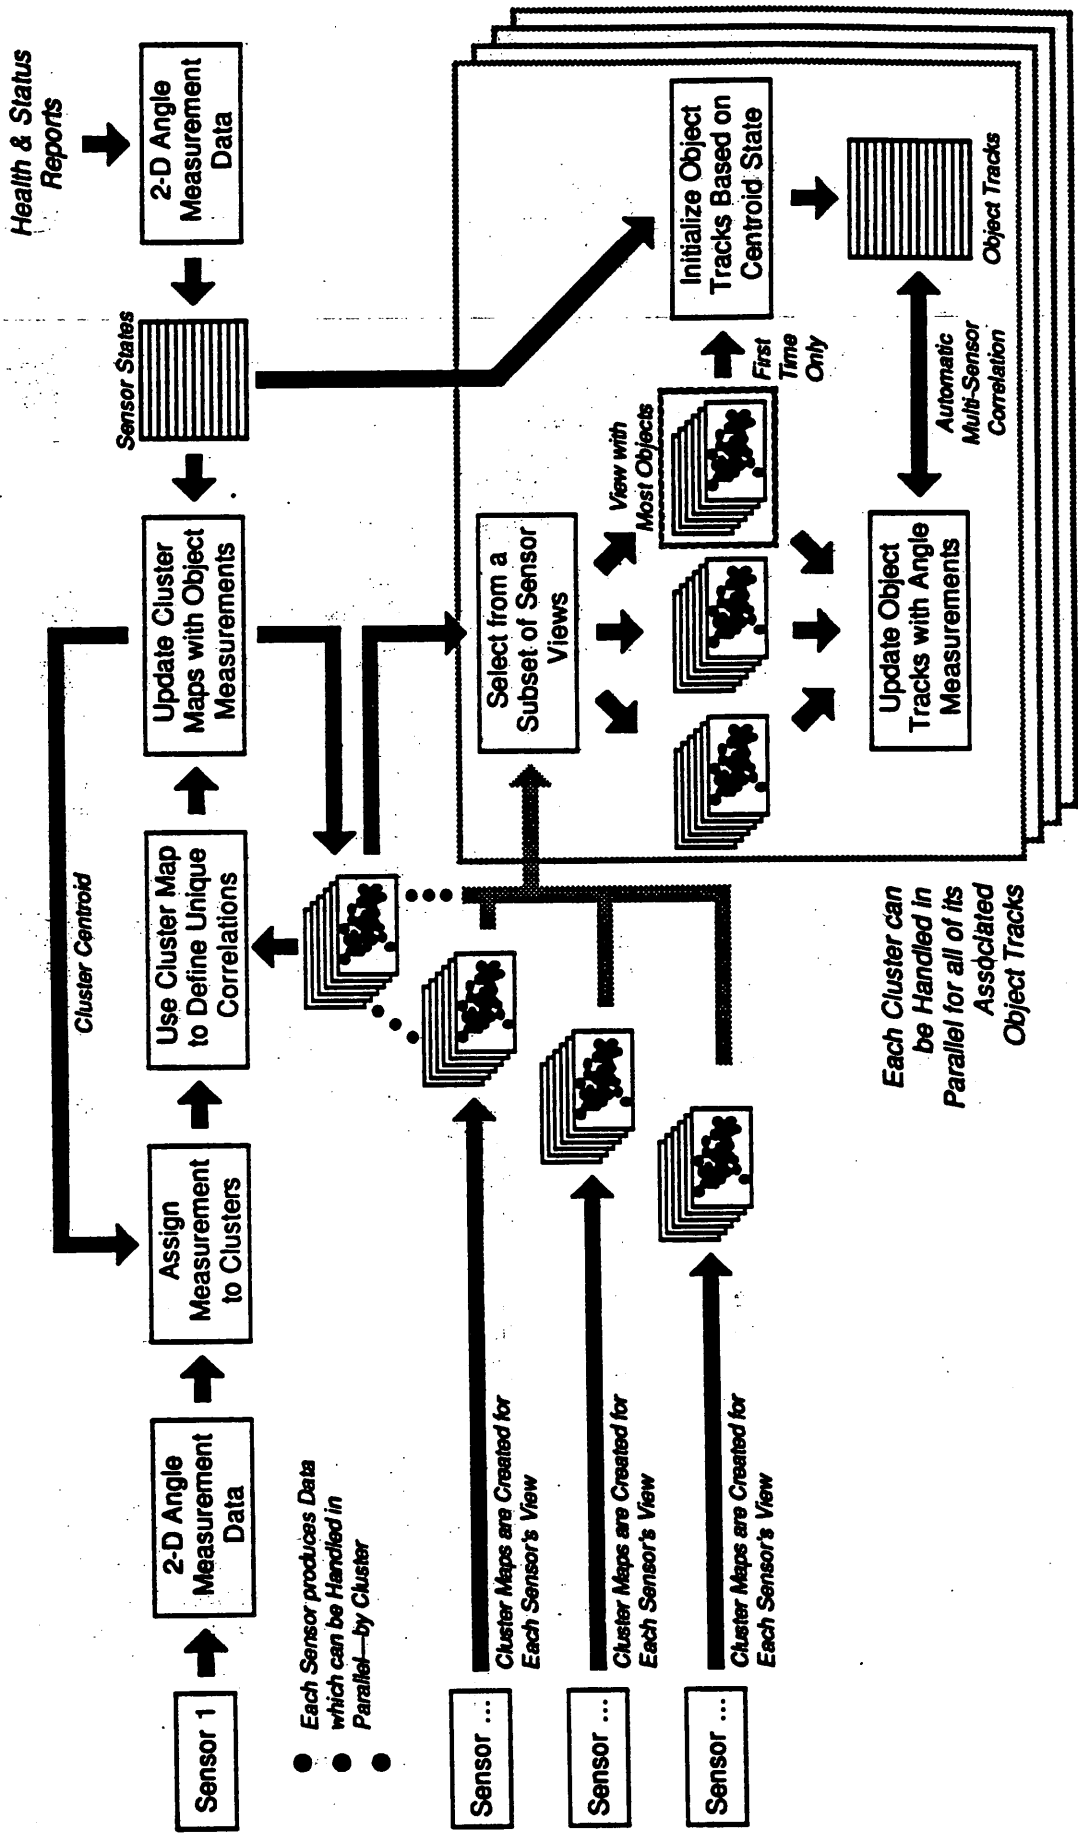 Health & Status
Reports
2-D Angle
Measurement
Data
Sensor States
Update Cluster
Maps with Object
Measurements
Cluster Centroid
Use Cluster Map
to Define Unique
Correlations
Assign
Measurement
to Clusters
2-D Angle
Measurement
Data
Sensor 1
Each Sensor produces Data
which can be Handled in
Parallel—by Cluster
Sensor ...
Cluster Maps are Created for
Each Sensor's View
Sensor ...
Cluster Maps are Created for
Each Sensor's View
Sensor ...
Cluster Maps are Created for
Each Sensor's View
Select from a
Subset of Sensor
Views
View with
Most Objects
First
Time
Only
Initialize Object
Tracks Based on
Centroid State
Object Tracks
Automatic
Multi-Sensor
Correlation
Update Object
Tracks with Angle
Measurements
Each Cluster can
be Handled in
Parallel for all of its
Associated
Object Tracks